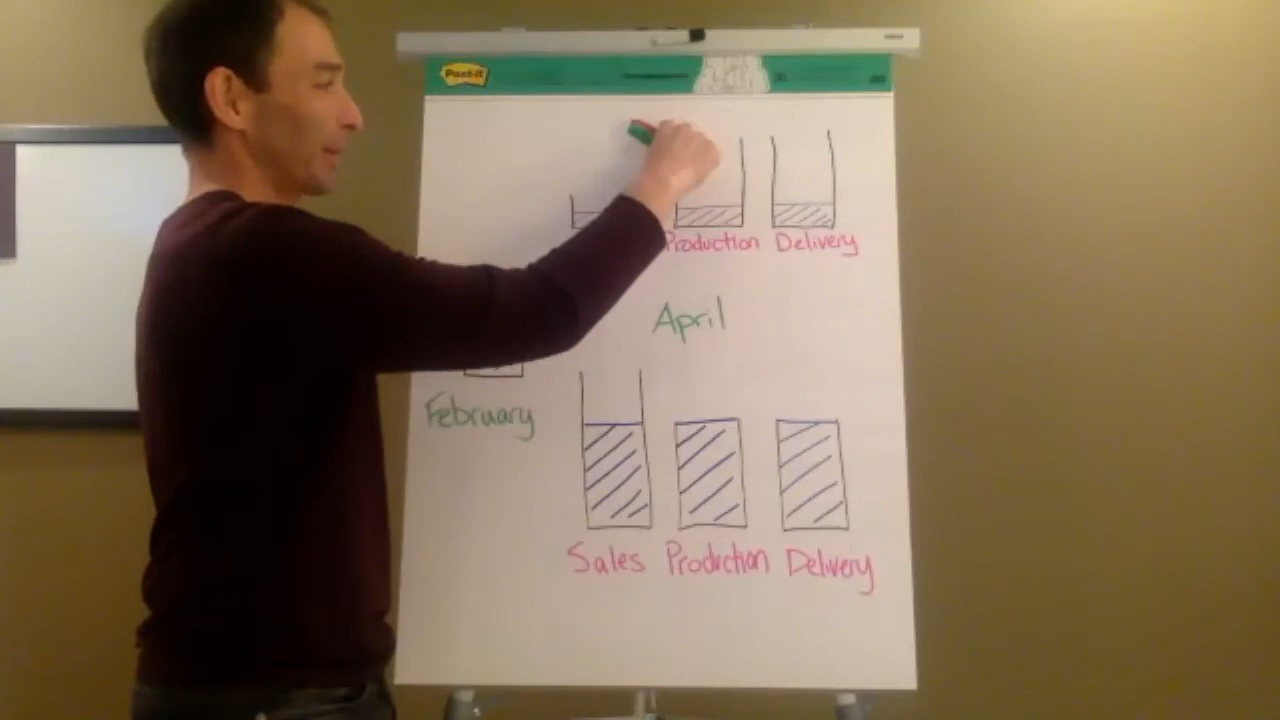 Post-it
Production Delivery
April
February
Sales Production Delivery